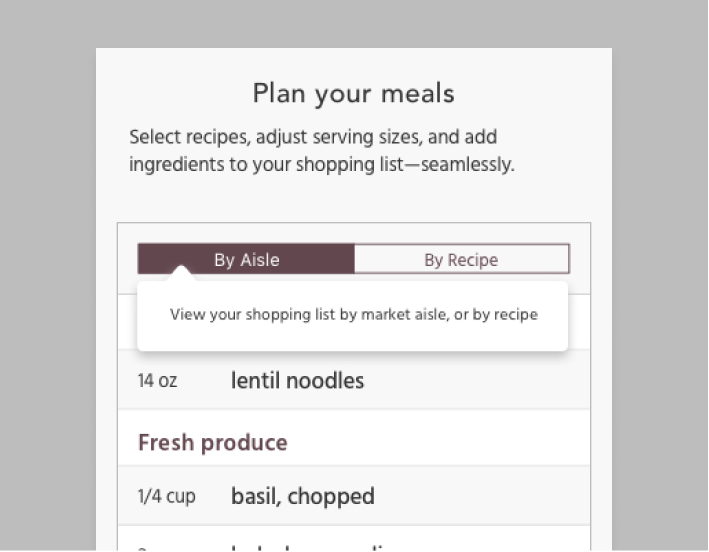 Plan your meals
Select recipes, adjust serving sizes, and add
ingredients to your shopping list—seamlessly.
By Aisle
By Recipe
View your shopping list by market aisle, or by recipe
14 oz lentil noodles
Fresh produce
1/4 cup basil, chopped